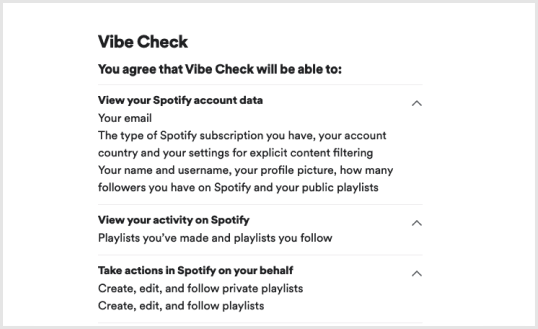 Vibe Check
You agree that Vibe Check will be able to:
View your Spotify account data
Your email
The type of Spotify subscription you have, your account
country and your settings for explicit content filtering
Your name and username, your profile picture, how many
followers you have on Spotify and your public playlists
View your activity on Spotify
Playlists you’ve made and playlists you follow
Take actions in Spotify on your behalf
Create, edit, and follow private playlists
Create, edit, and follow playlists